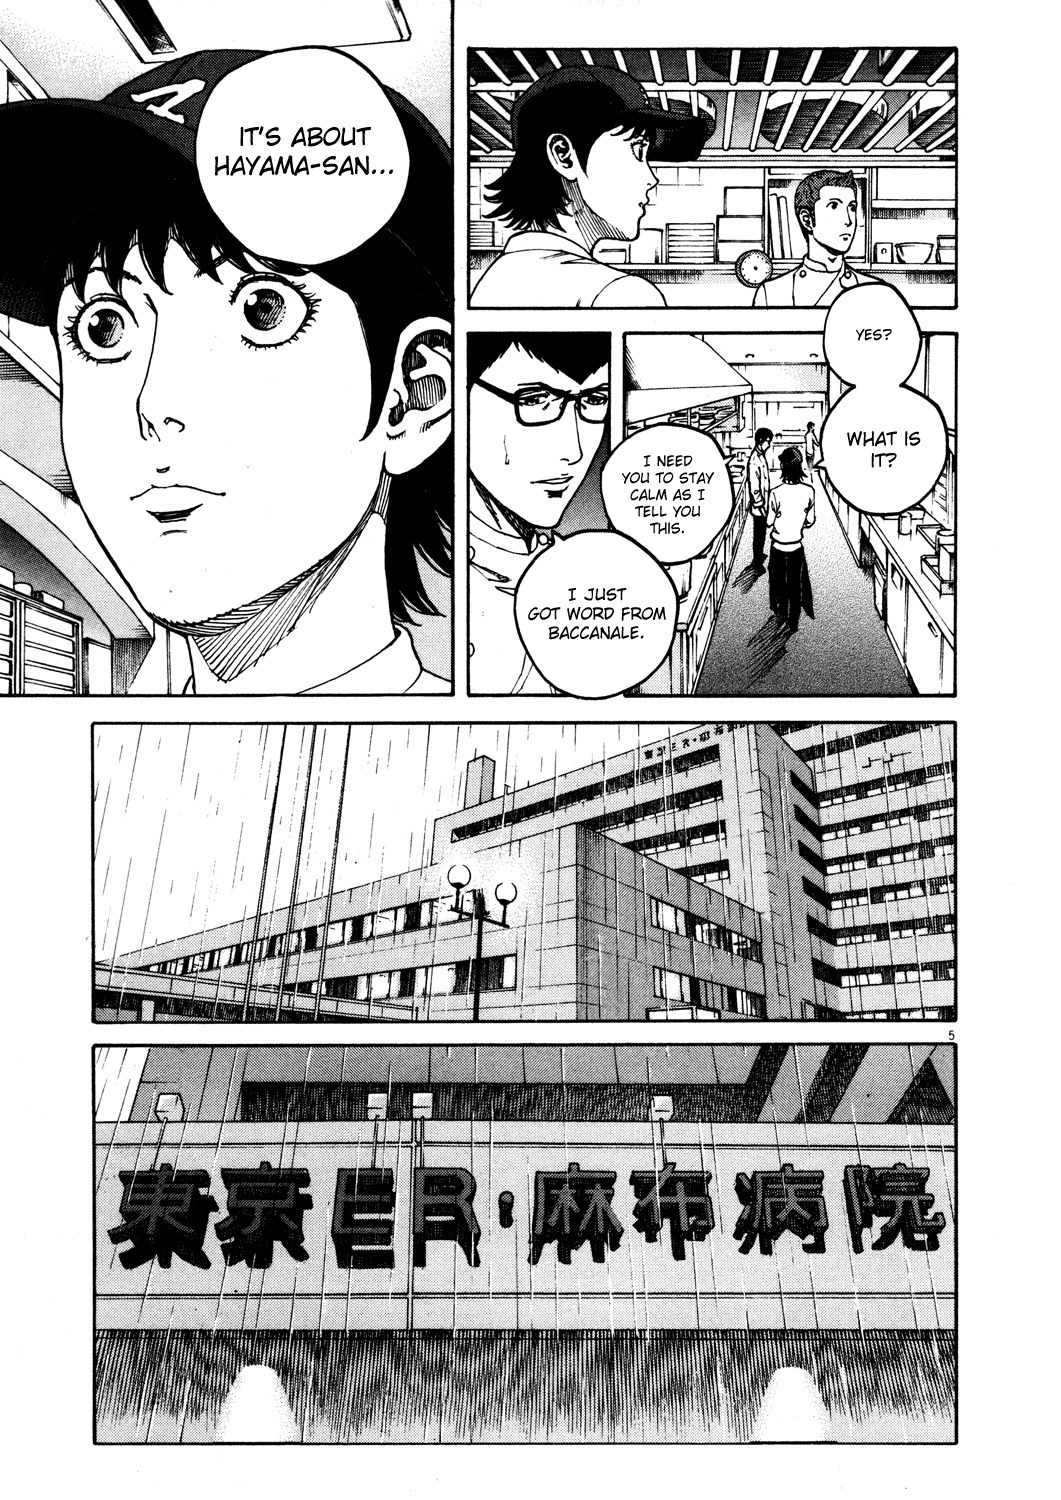 YES?
WHAT IS
IT?
I NEED
YOU TO STAY
CALM AS I
TELL YOU
THIS.
I JUST
GOT WORD FROM
BACCANALE.
IT'S ABOUT
HAYAMA-SAN...
5
東京ER・麻布病院